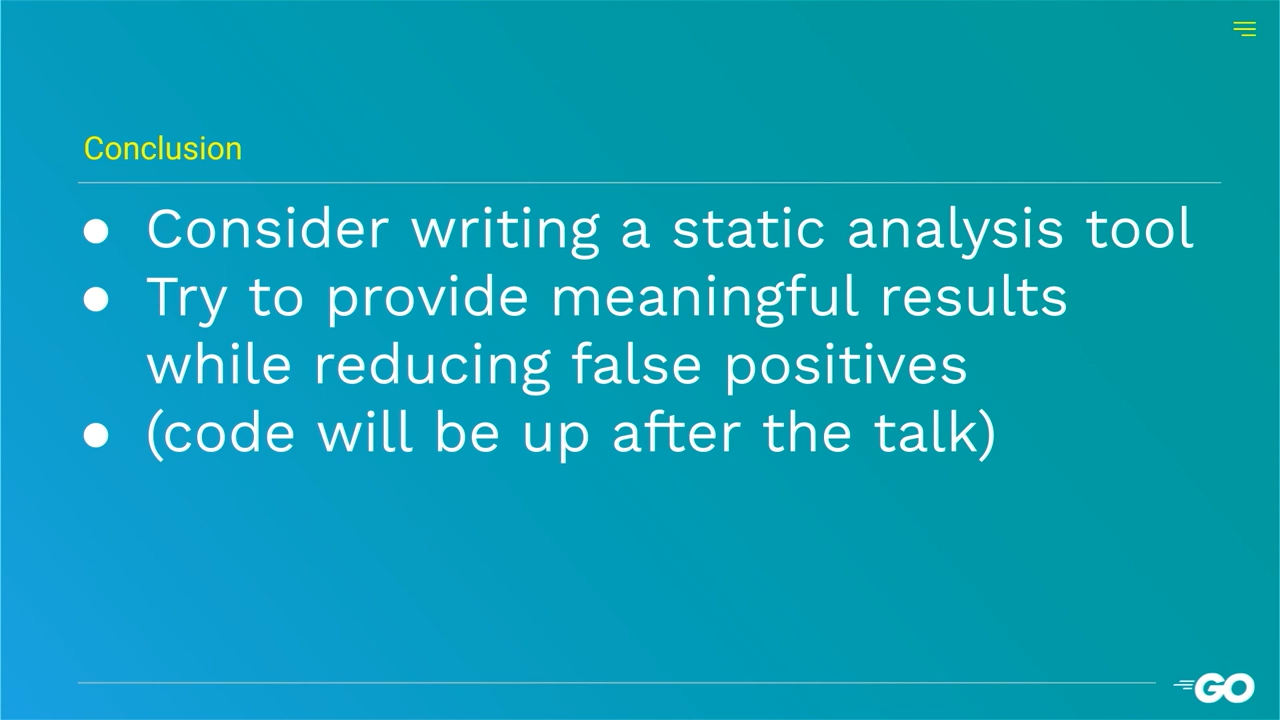 Conclusion
● Consider writing a static analysis tool
● Try to provide meaningful results
while reducing false positives
● (code will be up after the talk)
GO